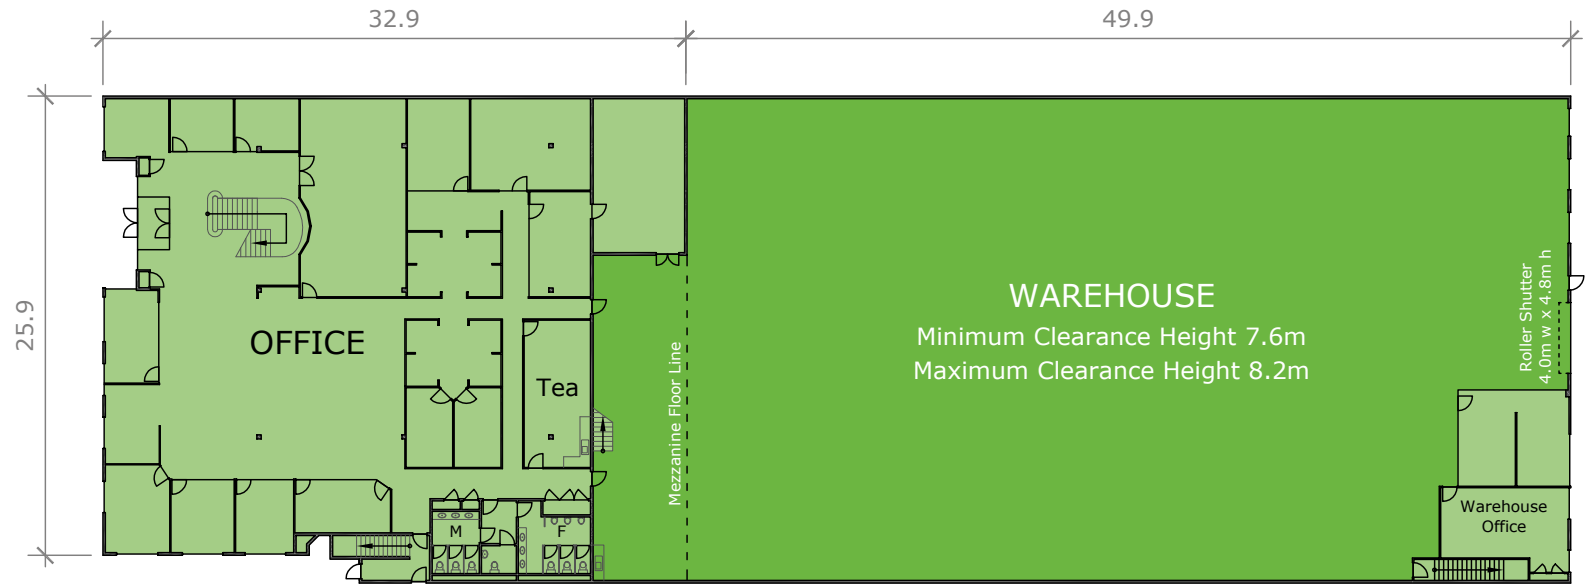 32.9
49.9
25.9
OFFICE
Tea
M
F
Mezzanine Floor Line
WAREHOUSE
Minimum Clearance Height 7.6m
Maximum Clearance Height 8.2m
Roller Shutter
4.0m w x 4.8m h
Warehouse
Office